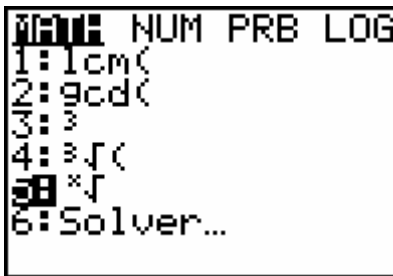 MATH NUM PRB LOG
1:lcm(
2:gcd(
3:³
4:³√(
5:ˣ√
6:Solver…